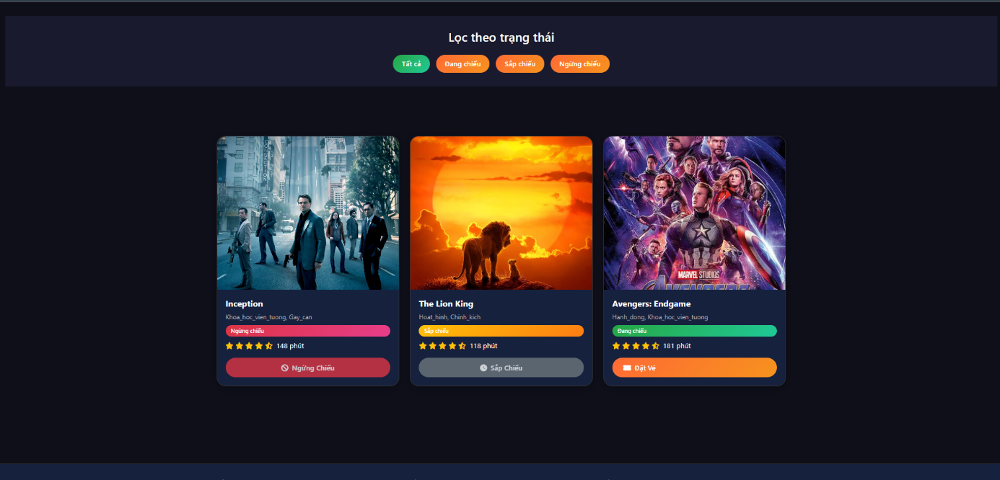 Lọc theo trạng thái
Tất cả
Đang chiếu
Sắp chiếu
Ngừng chiếu
Inception
Khoa_hoc_vien_tuong, Gay_can
Ngừng chiếu
148 phút
Ngừng Chiếu
The Lion King
Hoat_hinh, Chinh_kich
Sắp chiếu
118 phút
Sắp Chiếu
MARVEL STUDIOS
AVENGERS
Avengers: Endgame
Hanh_dong, Khoa_hoc_vien_tuong
Đang chiếu
181 phút
Đặt Vé